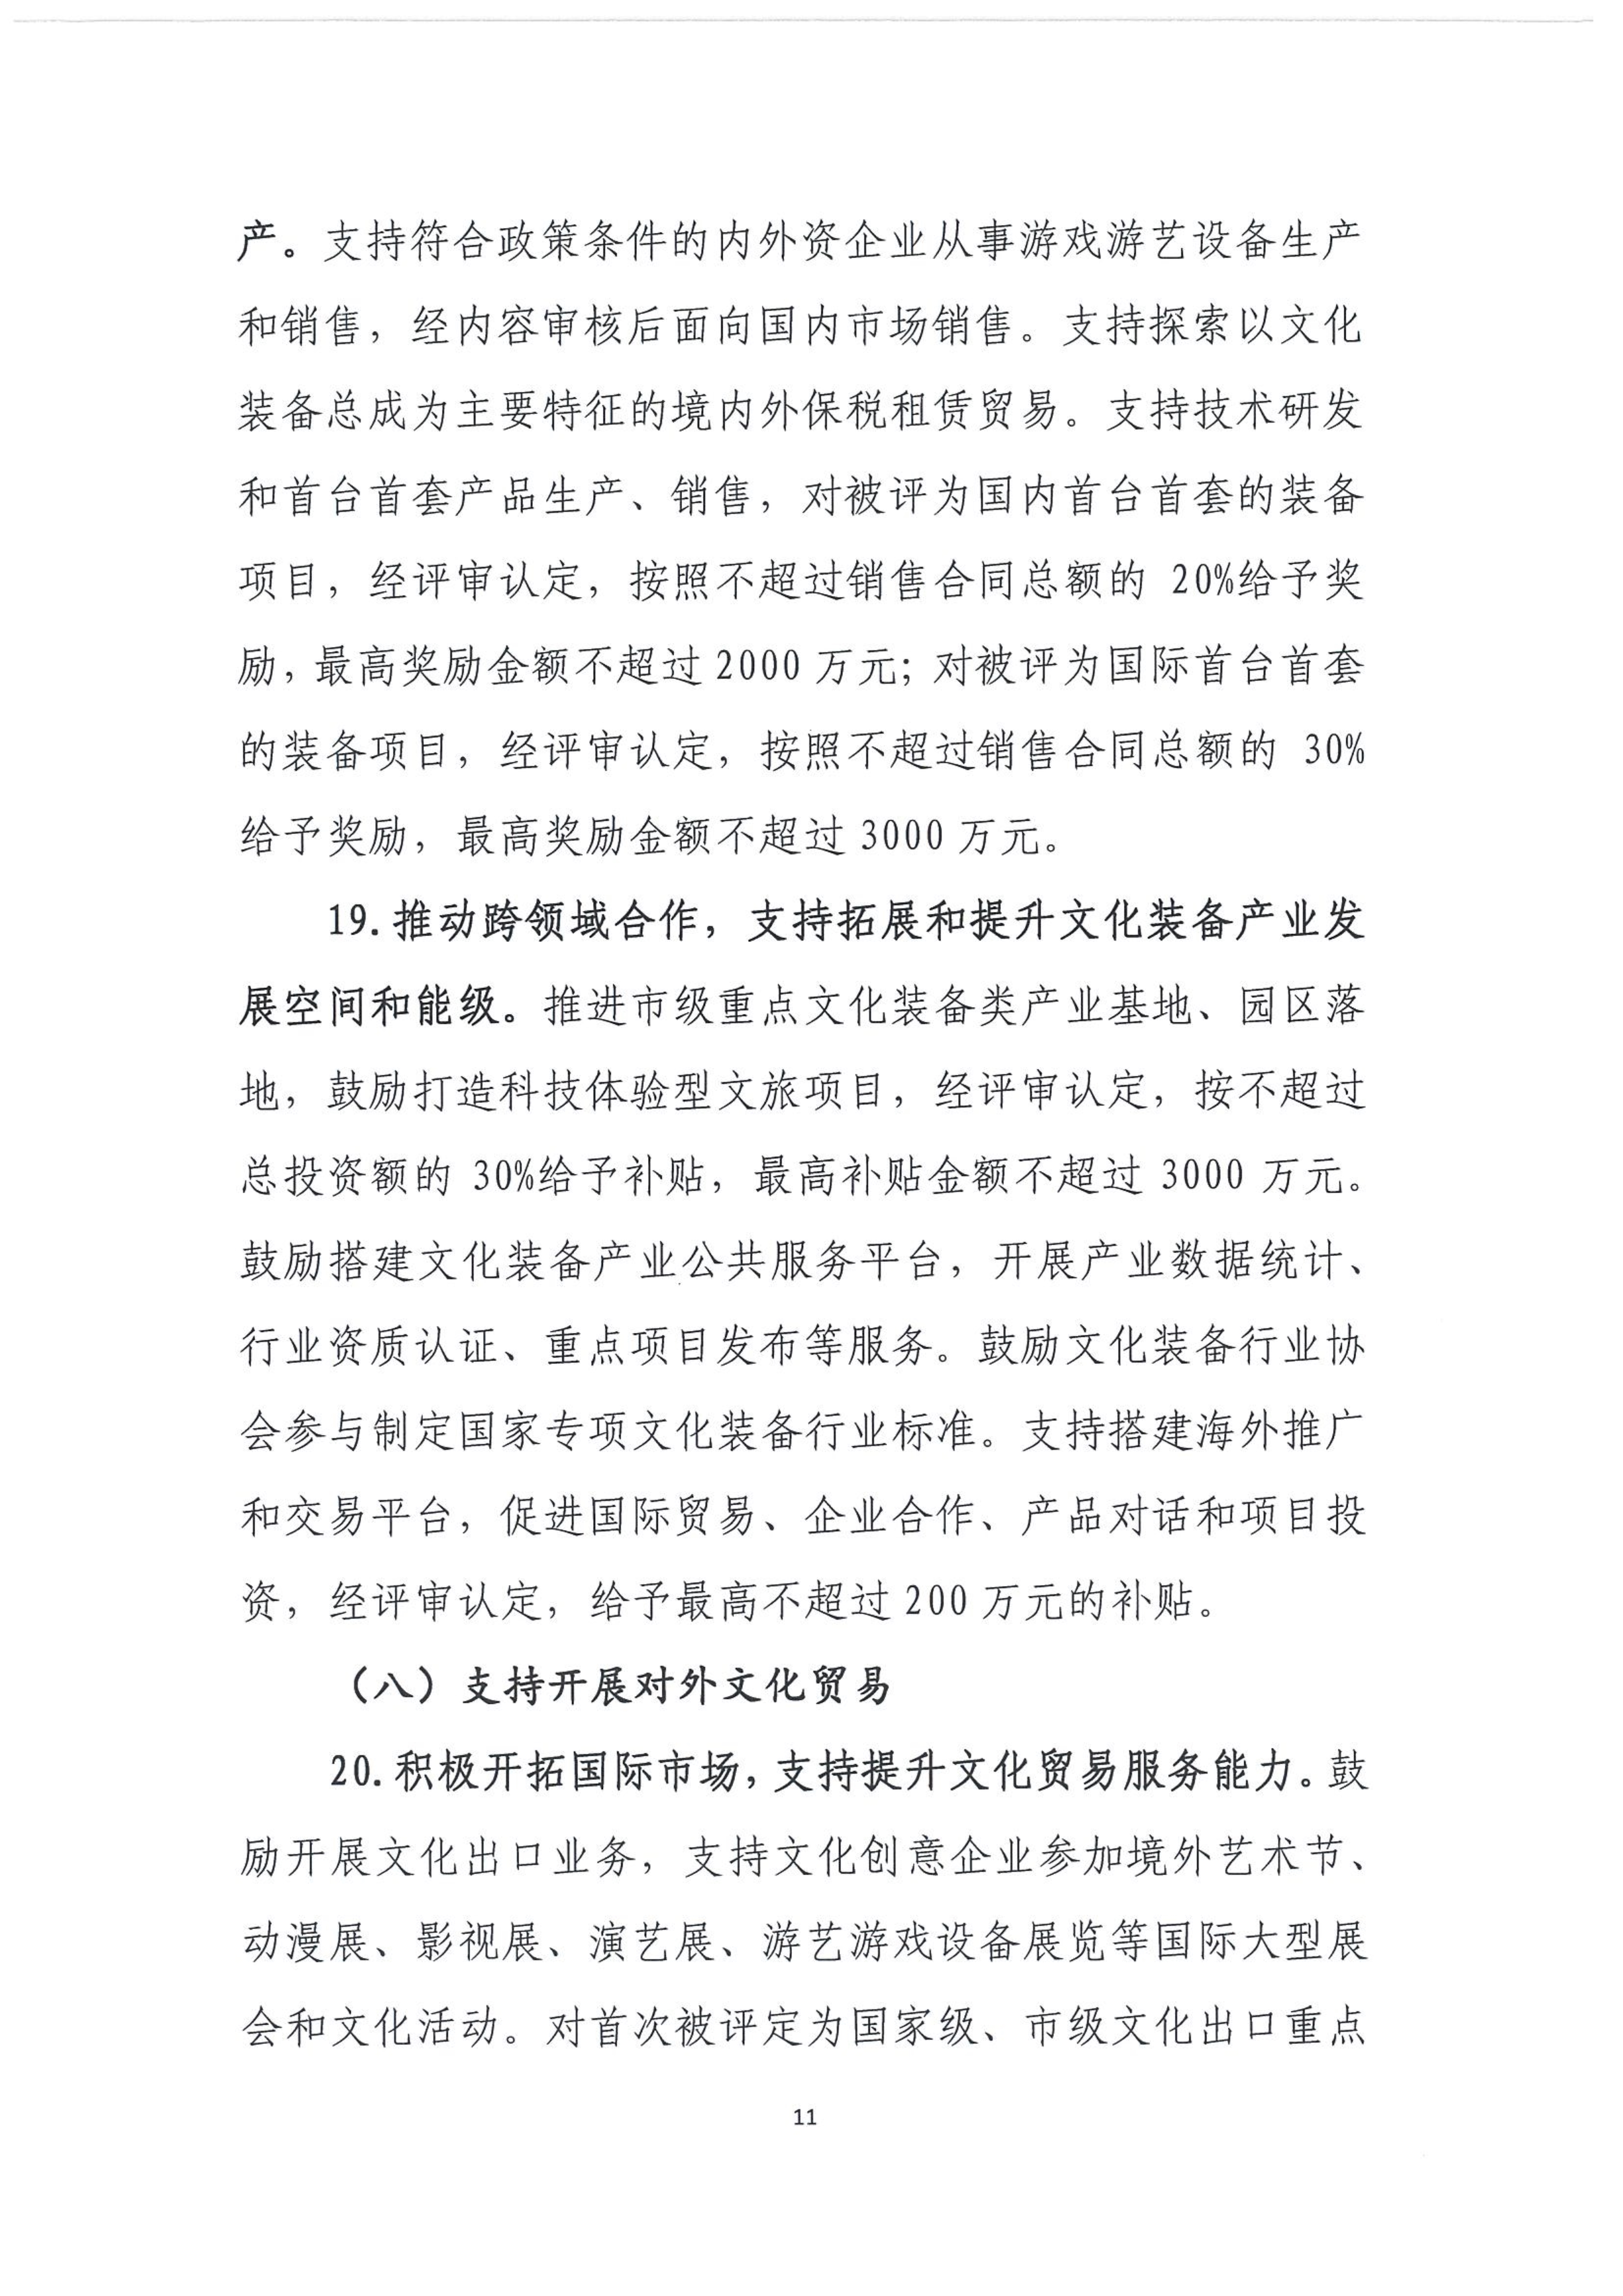 产。支持符合政策条件的内外资企业从事游戏游艺设备生产
和销售，经内容审核后面向国内市场销售。支持探索以文化
装备总成为主要特征的境内外保税租赁贸易。支持技术研发
和首台首套产品生产、销售，对被评为国内首台首套的装备
项目，经评审认定，按照不超过销售合同总额的 20%给予奖
励，最高奖励金额不超过 2000 万元；对被评为国际首台首套
的装备项目，经评审认定，按照不超过销售合同总额的 30%
给予奖励，最高奖励金额不超过 3000 万元。
19.推动跨领域合作，支持拓展和提升文化装备产业发
展空间和能级。推进市级重点文化装备类产业基地、园区落
地，鼓励打造科技体验型文旅项目，经评审认定，按不超过
总投资额的 30%给予补贴，最高补贴金额不超过 3000 万元。
鼓励搭建文化装备产业公共服务平台，开展产业数据统计、
行业资质认证、重点项目发布等服务。鼓励文化装备行业协
会参与制定国家专项文化装备行业标准。支持搭建海外推广
和交易平台，促进国际贸易、企业合作、产品对话和项目投
资，经评审认定，给予最高不超过 200 万元的补贴。
（八）支持开展对外文化贸易
20.积极开拓国际市场，支持提升文化贸易服务能力。鼓
励开展文化出口业务，支持文化创意企业参加境外艺术节、
动漫展、影视展、演艺展、游艺游戏设备展览等国际大型展
会和文化活动。对首次被评定为国家级、市级文化出口重点
11